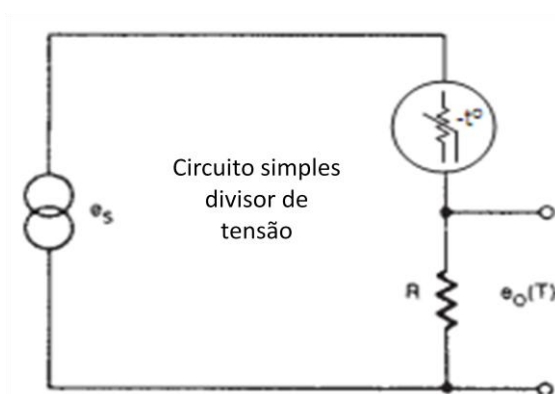 -t°
Circuito simples
divisor de
tensão
e_s
R
e_o(T)